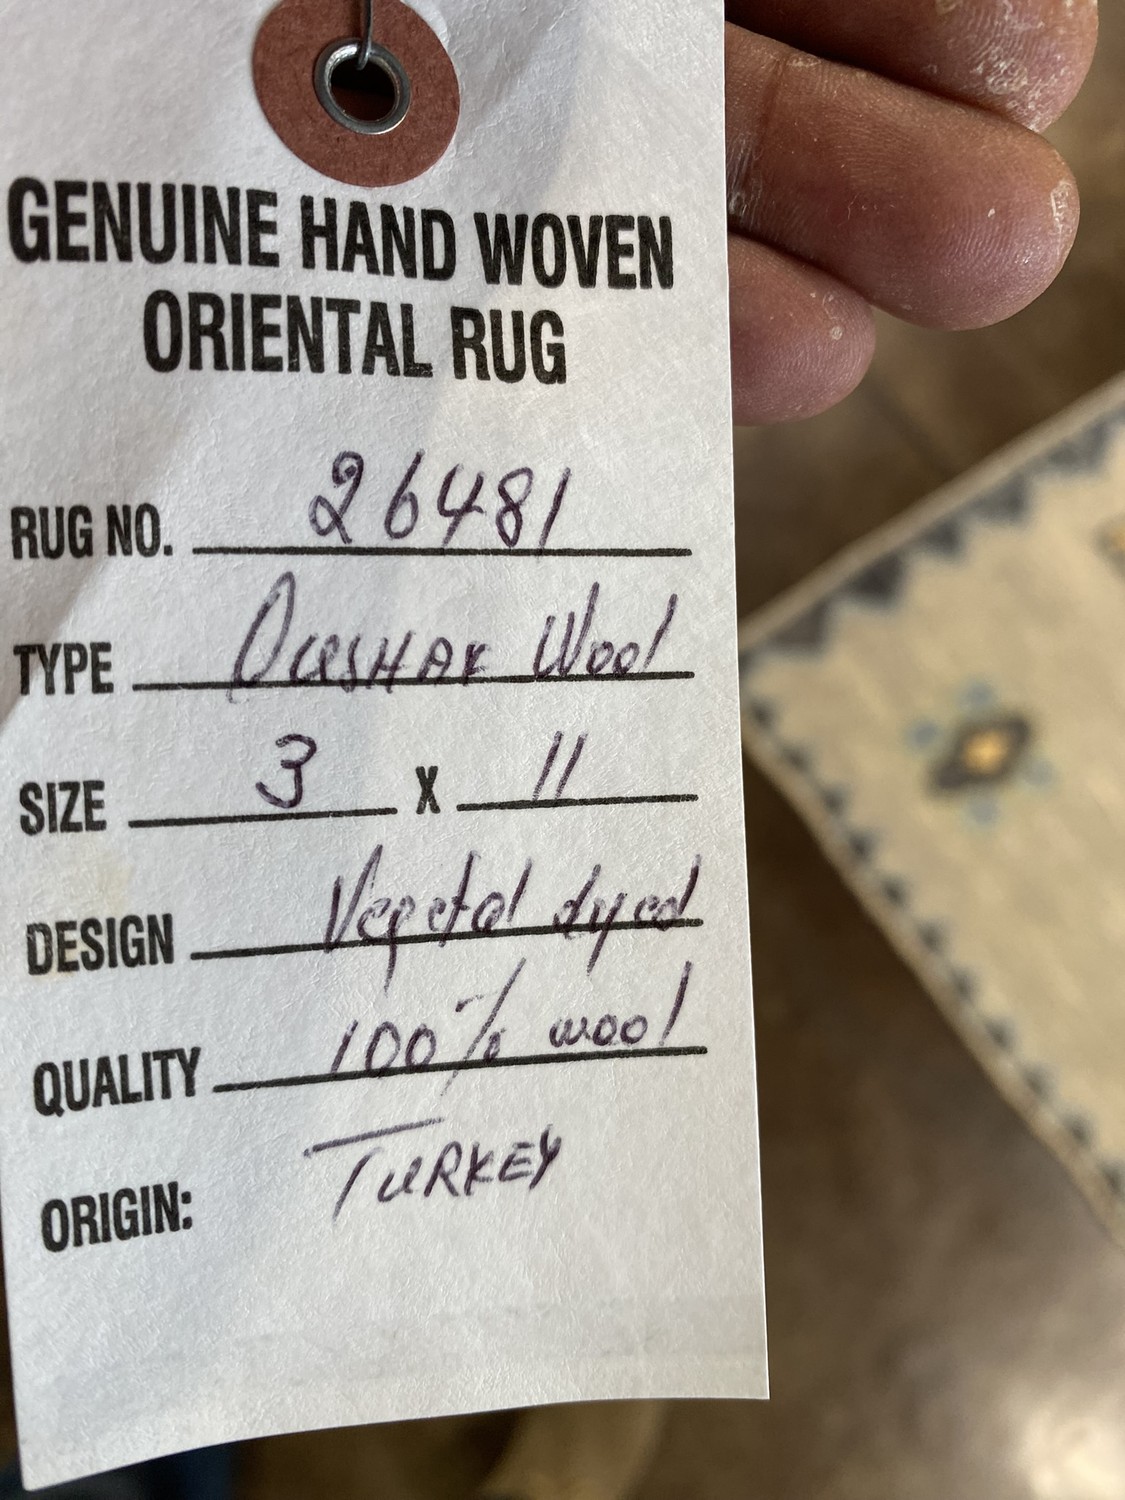 GENUINE HAND WOVEN
ORIENTAL RUG
RUG NO. 26481
TYPE Oushak Wool
SIZE 3 X 11
DESIGN Vegetal dyed
QUALITY 100% wool
ORIGIN: TURKEY